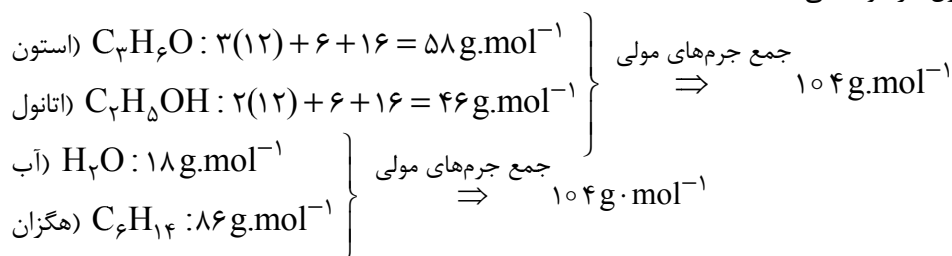 استون) C₃H₆O : ۳(۱۲) + ۶ + ۱۶ = ۵۸ g.mol⁻¹
اتانول) C₂H₅OH : ۲(۱۲) + ۶ + ۱۶ = ۴۶ g.mol⁻¹
جمع جرم‌های مولی ⇒ ۱۰۴ g.mol⁻¹
آب) H₂O : ۱۸ g.mol⁻¹
هگزان) C₆H₁₄ : ۸۶ g.mol⁻¹
جمع جرم‌های مولی ⇒ ۱۰۴ g·mol⁻¹